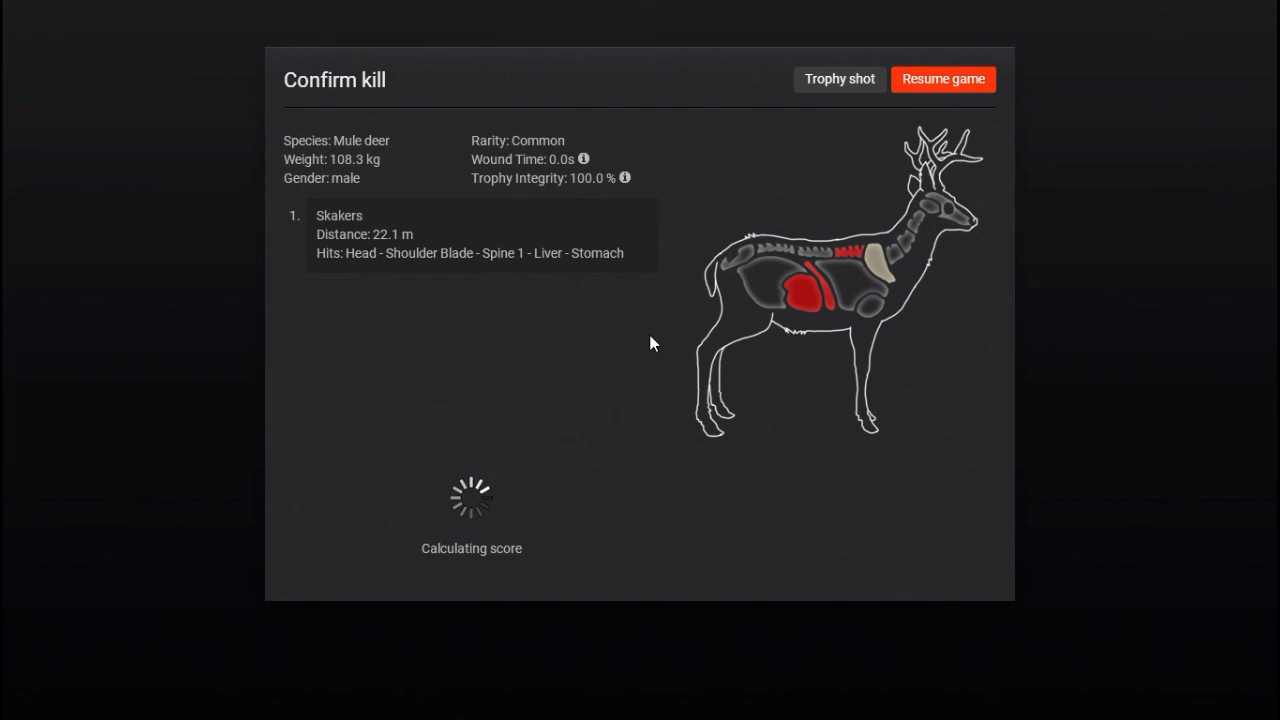 Confirm kill
Trophy shot
Resume game
Species: Mule deer
Weight: 108.3 kg
Gender: male
Rarity: Common
Wound Time: 0.0s
Trophy Integrity: 100.0 %
1.
Skakers
Distance: 22.1 m
Hits: Head - Shoulder Blade - Spine 1 - Liver - Stomach
Calculating score